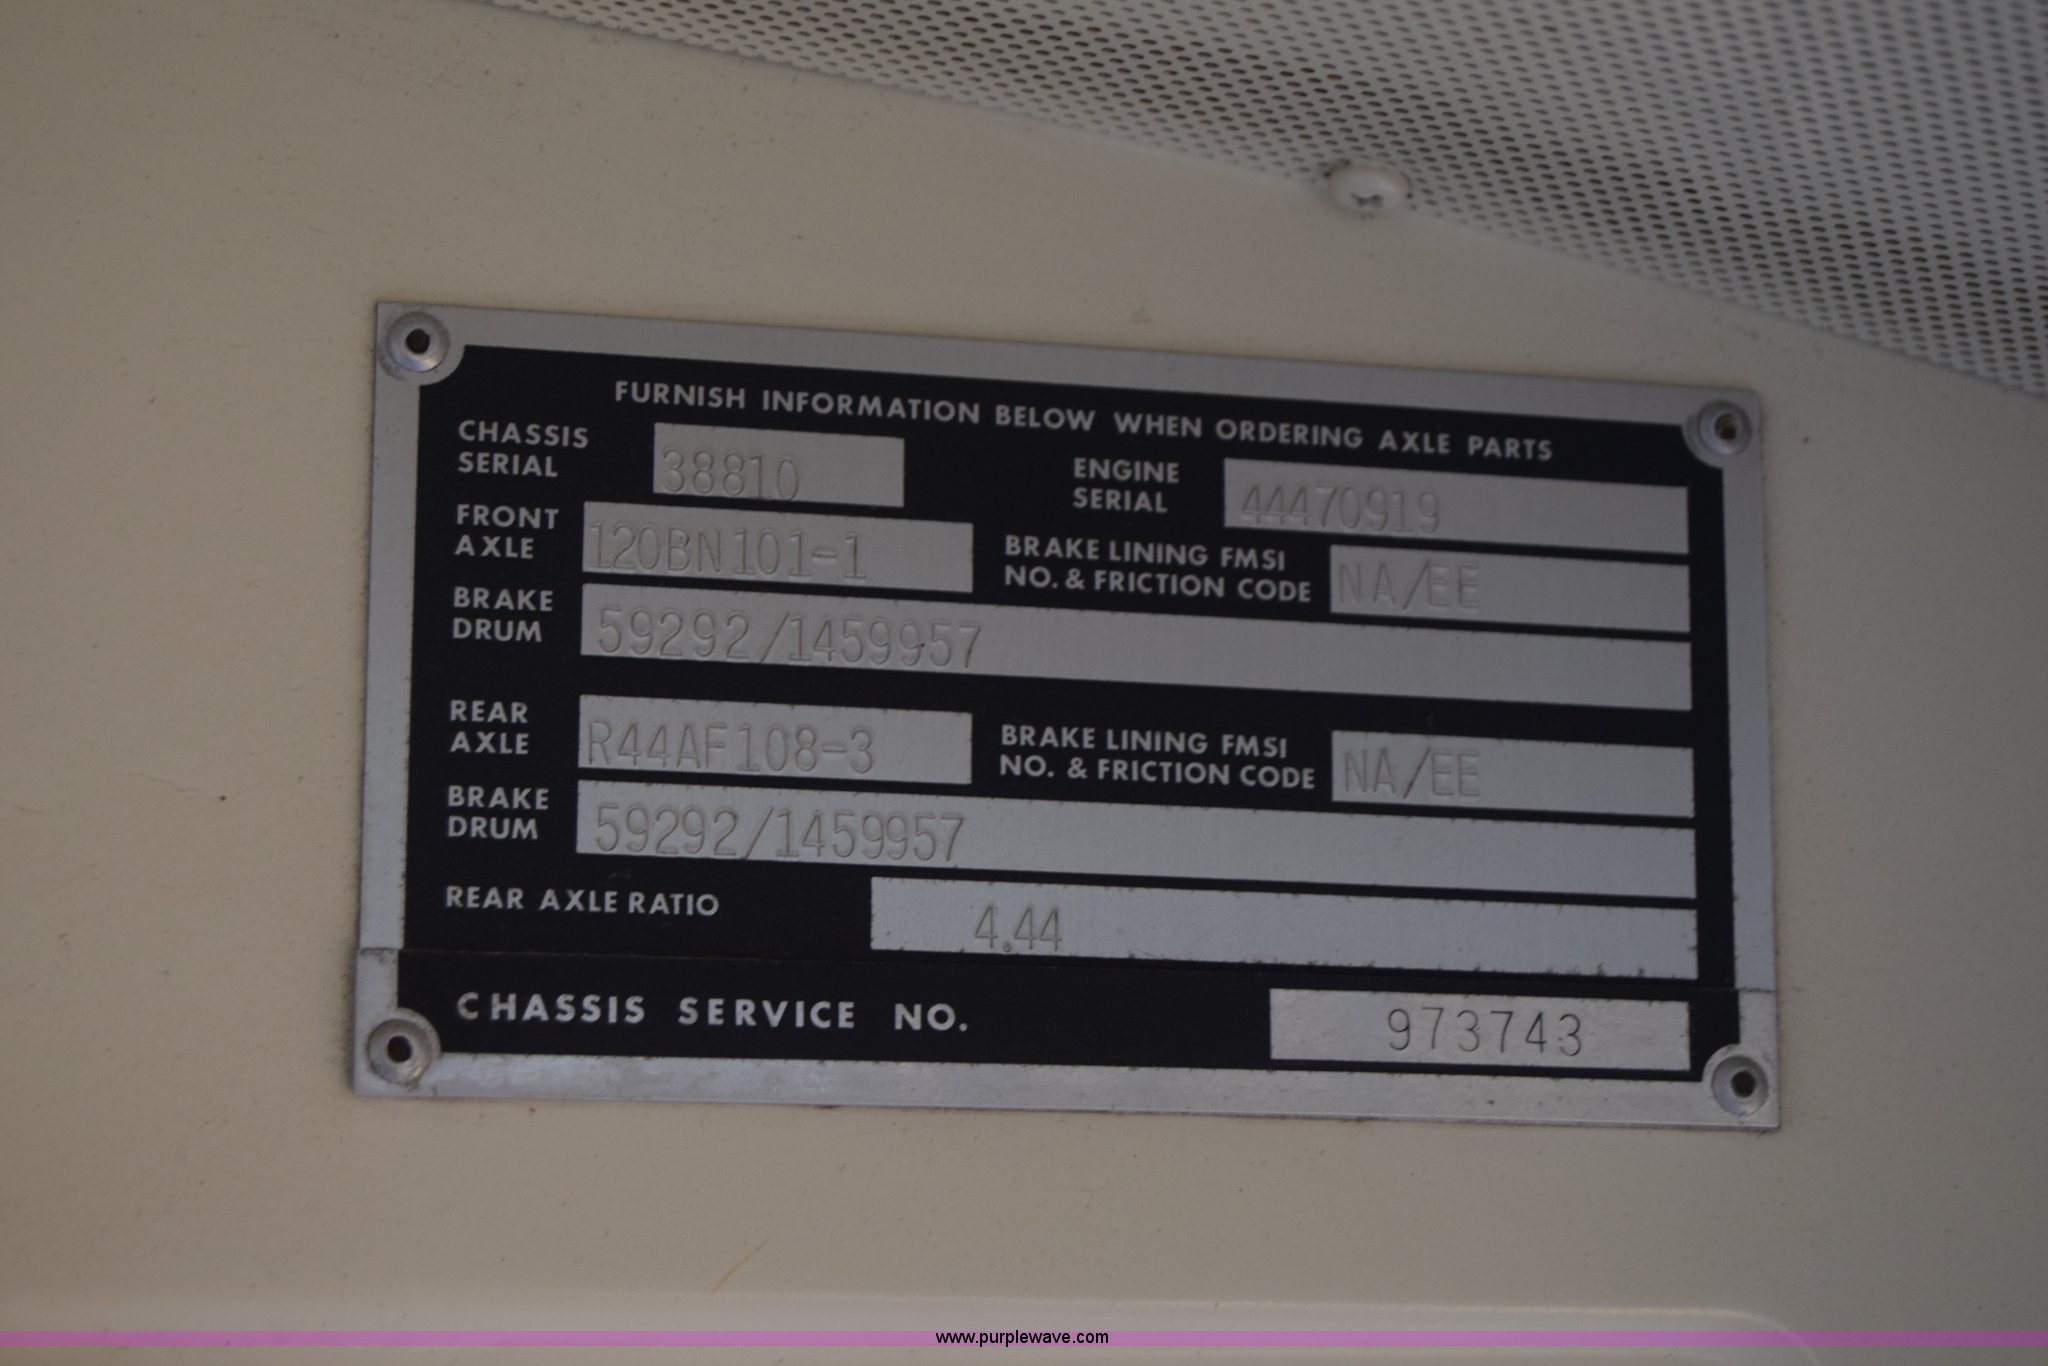 FURNISH INFORMATION BELOW WHEN ORDERING AXLE PARTS
CHASSIS SERIAL 38810
ENGINE SERIAL 44470919
FRONT AXLE 120BN101-1
BRAKE LINING FMSI NO. & FRICTION CODE NA/EE
BRAKE DRUM 59292/1459957
REAR AXLE R44AF108-3
BRAKE LINING FMSI NO. & FRICTION CODE NA/EE
BRAKE DRUM 59292/1459957
REAR AXLE RATIO 4.44
CHASSIS SERVICE NO. 973743
www.purplewave.com